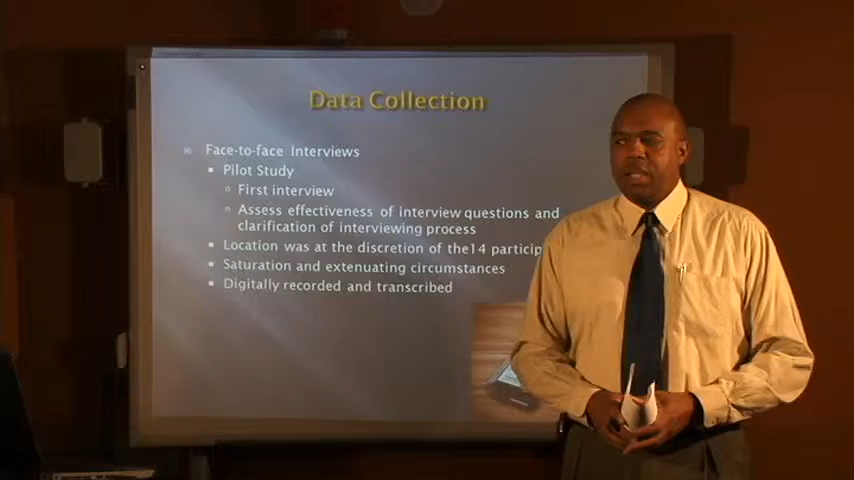 Data Collection
Face-to-face Interviews
Pilot Study
First interview
Assess effectiveness of interview questions and
clarification of interviewing process
Location was at the discretion of the14 particip
Saturation and extenuating circumstances
Digitally recorded and transcribed